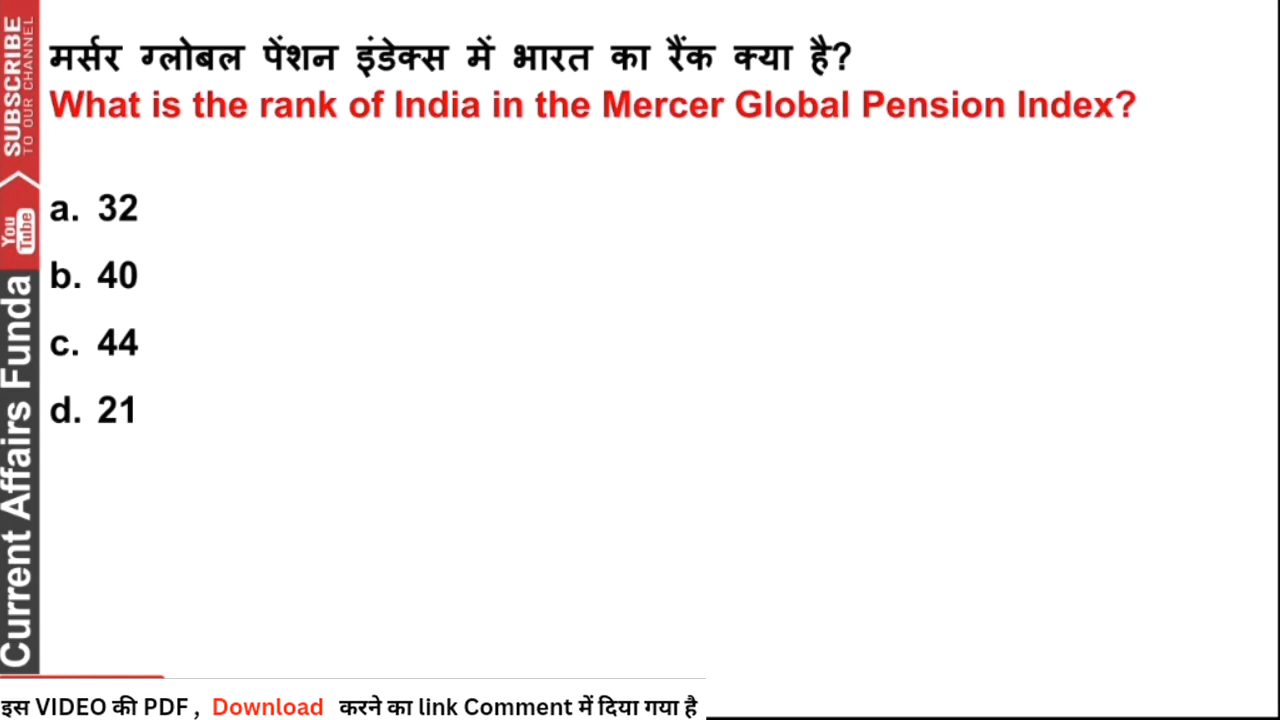 मर्सर ग्लोबल पेंशन इंडेक्स में भारत का रैंक क्या है?
What is the rank of India in the Mercer Global Pension Index?
a. 32
b. 40
c. 44
d. 21
SUBSCRIBE
TO OUR CHANNEL
You Tube
Current Affairs Funda
इस VIDEO की PDF , Download करने का link Comment में दिया गया है